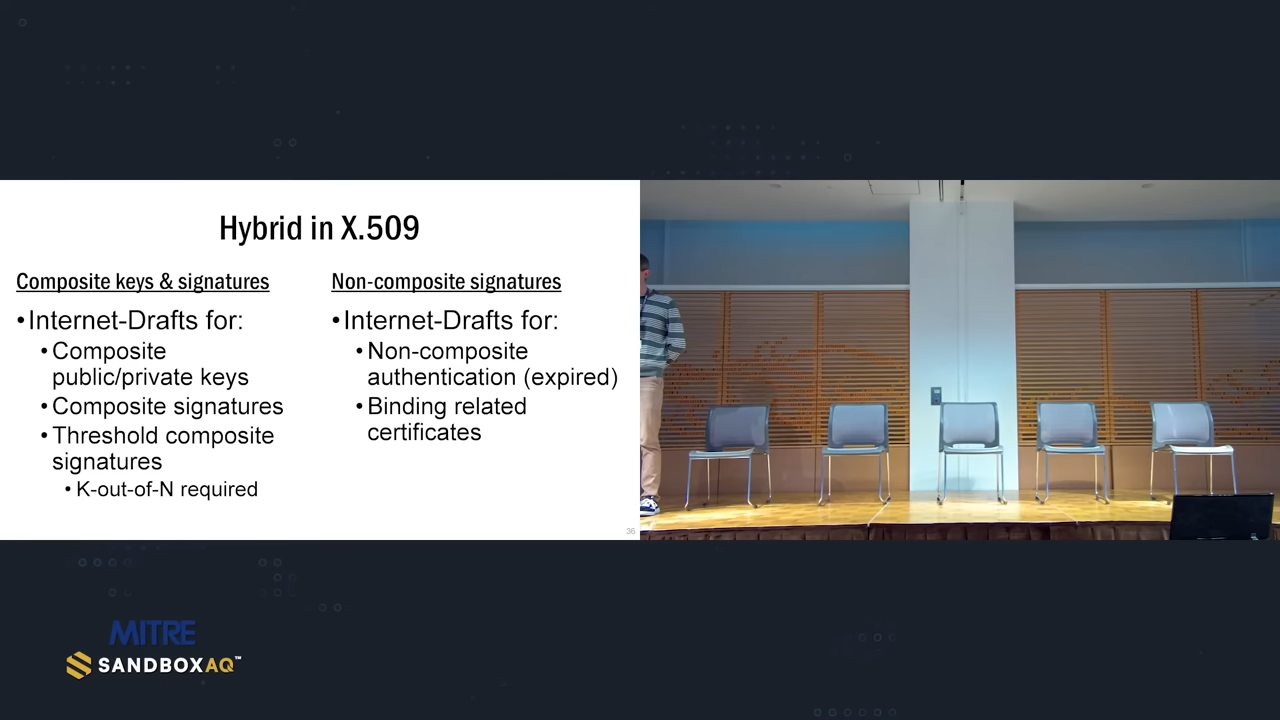 Hybrid in X.509
Composite keys & signatures
•Internet-Drafts for:
•Composite
public/private keys
•Composite signatures
•Threshold composite
signatures
•K-out-of-N required
Non-composite signatures
•Internet-Drafts for:
•Non-composite
authentication (expired)
•Binding related
certificates
36
MITRE
SANDBOXAQ™